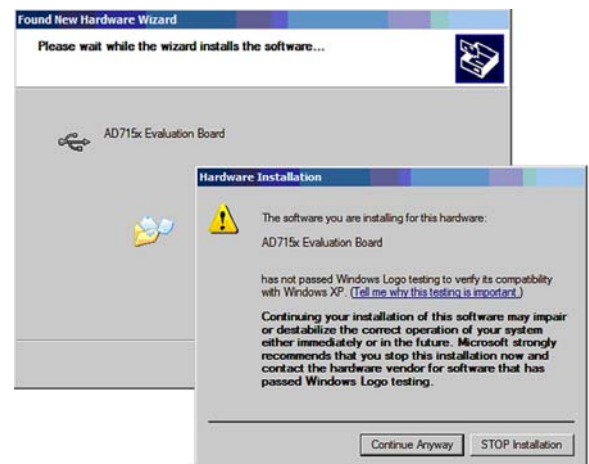 Found New Hardware Wizard
Please wait while the wizard installs the software...
AD715x Evaluation Board
Hardware Installation
The software you are installing for this hardware:
AD715x Evaluation Board
has not passed Windows Logo testing to verify its compatibility
with Windows XP. (Tell me why this testing is important.)
Continuing your installation of this software may impair
or destabilize the correct operation of your system
either immediately or in the future. Microsoft strongly
recommends that you stop this installation now and
contact the hardware vendor for software that has
passed Windows Logo testing.
Continue Anyway
STOP Installation